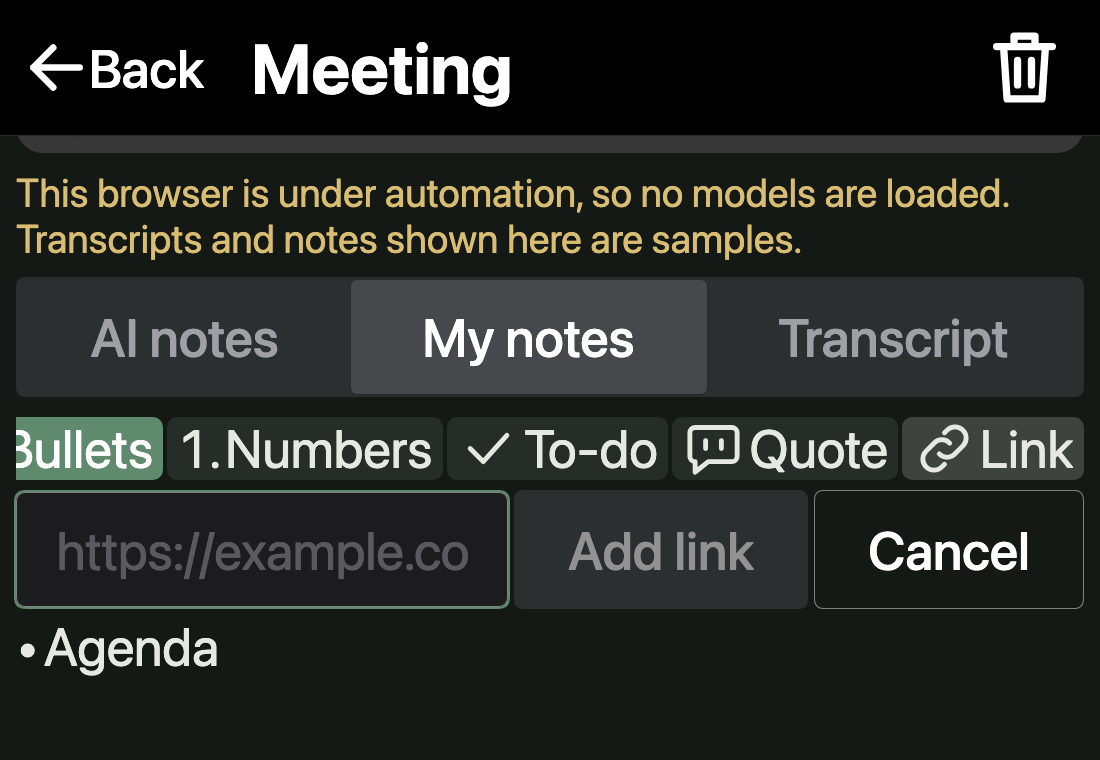 Back Meeting
This browser is under automation, so no models are loaded.
Transcripts and notes shown here are samples.
AI notes My notes Transcript
Bullets 1. Numbers To-do Quote Link
https://example.co Add link Cancel
• Agenda